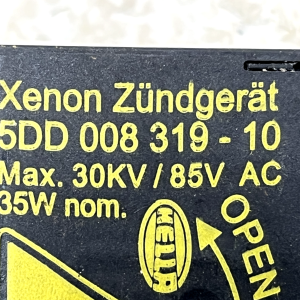 Xenon Zündgerät
5DD 008 319 - 10
Max. 30KV / 85V AC
35W nom.
HELLA
OPEN